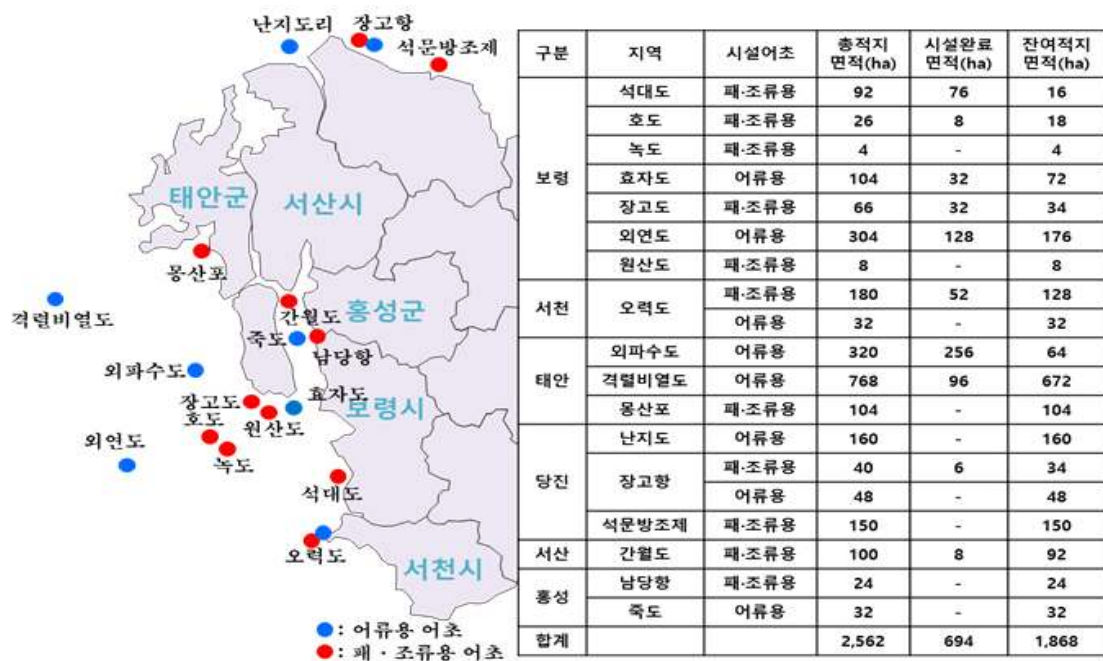 난지도리
장고항
석문방조제
태안군
서산시
몽산포
격렬비열도
간월도
홍성군
죽도
남당항
외파수도
효자도
장고도
보령시
호도
원산도
외연도
녹도
석대도
오력도
서천시
: 어류용 어초
: 패 · 조류용 어초
구분 지역 시설어초 총적지 면적(ha) 시설완료 면적(ha) 잔여적지 면적(ha)
보령 석대도 패·조류용 92 76 16
호도 패·조류용 26 8 18
녹도 패·조류용 4 - 4
효자도 어류용 104 32 72
장고도 패·조류용 66 32 34
외연도 어류용 304 128 176
원산도 패·조류용 8 - 8
서천 오력도 패·조류용 180 52 128
어류용 32 - 32
태안 외파수도 어류용 320 256 64
격렬비열도 어류용 768 96 672
몽산포 패·조류용 104 - 104
당진 난지도 어류용 160 - 160
장고항 패·조류용 40 6 34
어류용 48 - 48
석문방조제 패·조류용 150 - 150
서산 간월도 패·조류용 100 8 92
홍성 남당항 패·조류용 24 - 24
죽도 어류용 32 - 32
합계 2,562 694 1,868